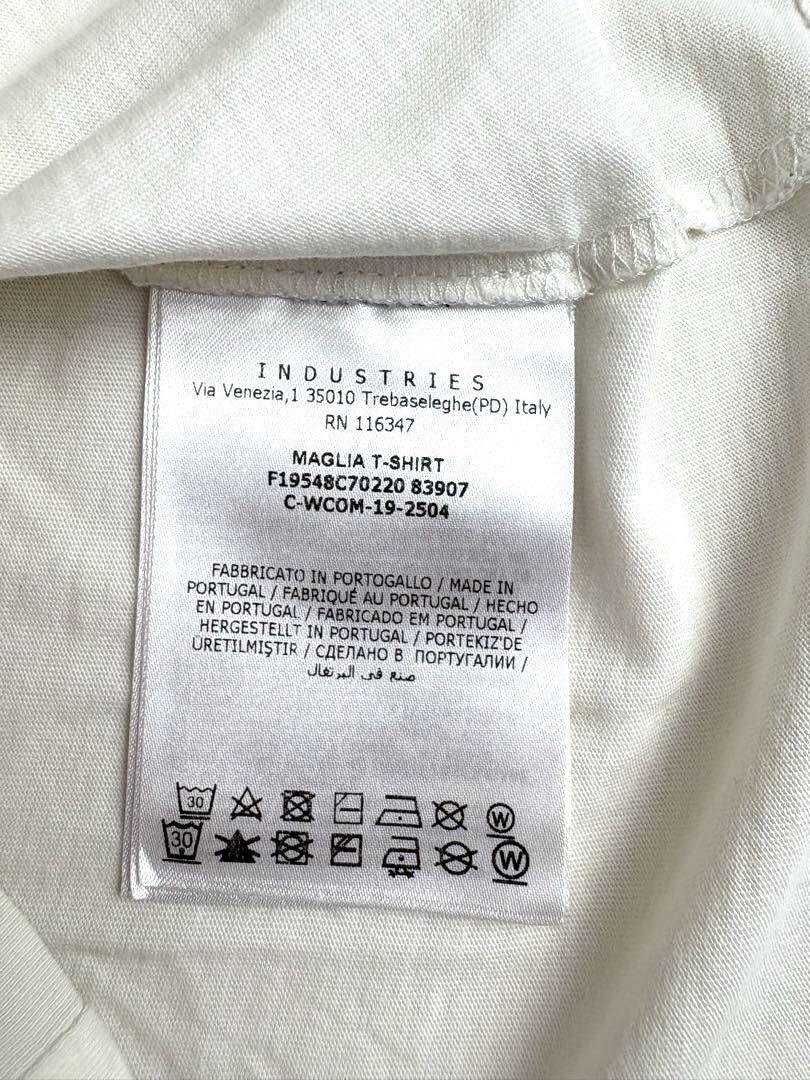 I N D U S T R I E S
Via Venezia,1 35010 Trebaseleghe(PD) Italy
RN 116347
MAGLIA T-SHIRT
F19548C70220 83907
C-WCOM-19-2504
FABBRICATO IN PORTOGALLO / MADE IN
PORTUGAL / FABRIQUÉ AU PORTUGAL / HECHO
EN PORTUGAL / FABRICADO EM PORTUGAL /
HERGESTELLT IN PORTUGAL / PORTEKIZ'DE
ÜRETILMIŞTIR / СДЕЛАНО В ПОРТУГАЛИИ /
صنع في البرتغال
30 W
30 W